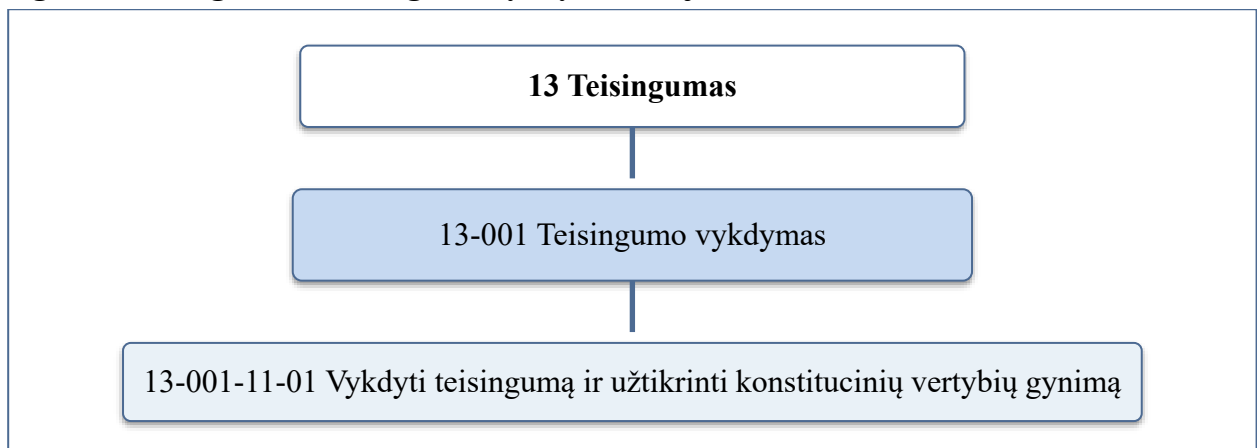 13 Teisingumas
13-001 Teisingumo vykdymas
13-001-11-01 Vykdyti teisingumą ir užtikrinti konstitucinių vertybių gynimą